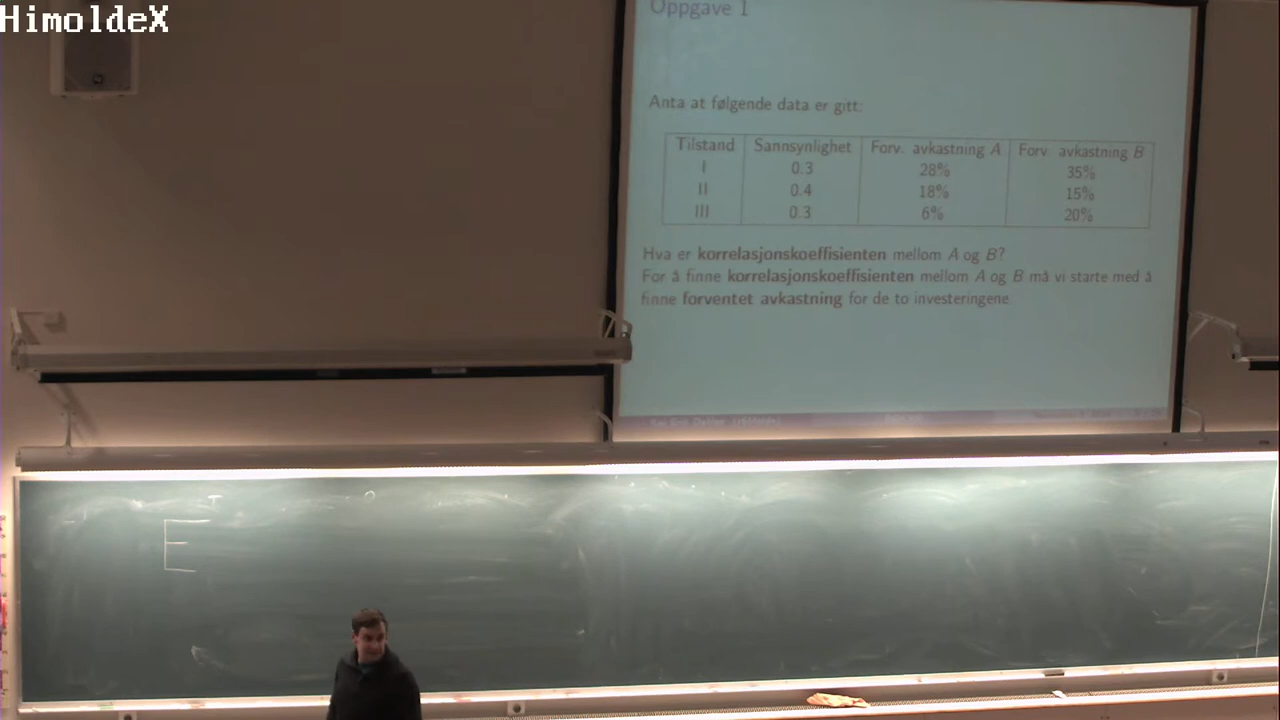 HimoldeX
Oppgave 1
Anta at følgende data er gitt:
Tilstand Sannsynlighet Forv. avkastning A Forv. avkastning B
I 0.3 28% 35%
II 0.4 18% 15%
III 0.3 6% 20%
Hva er korrelasjonskoeffisienten mellom A og B?
For å finne korrelasjonskoeffisienten mellom A og B må vi starte med å
finne forventet avkastning for de to investeringene.
E